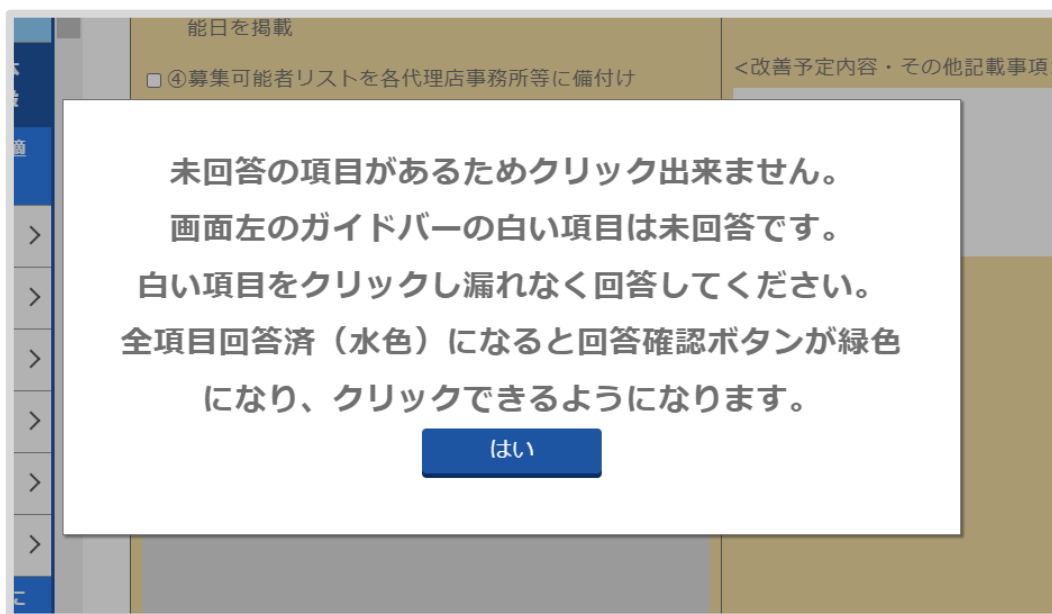 能日を掲載
④募集可能者リストを各代理店事務所等に備付け
<改善予定内容・その他記載事項
適
未回答の項目があるためクリック出来ません。
画面左のガイドバーの白い項目は未回答です。
白い項目をクリックし漏れなく回答してください。
全項目回答済（水色）になると回答確認ボタンが緑色
になり、クリックできるようになります。
はい
に